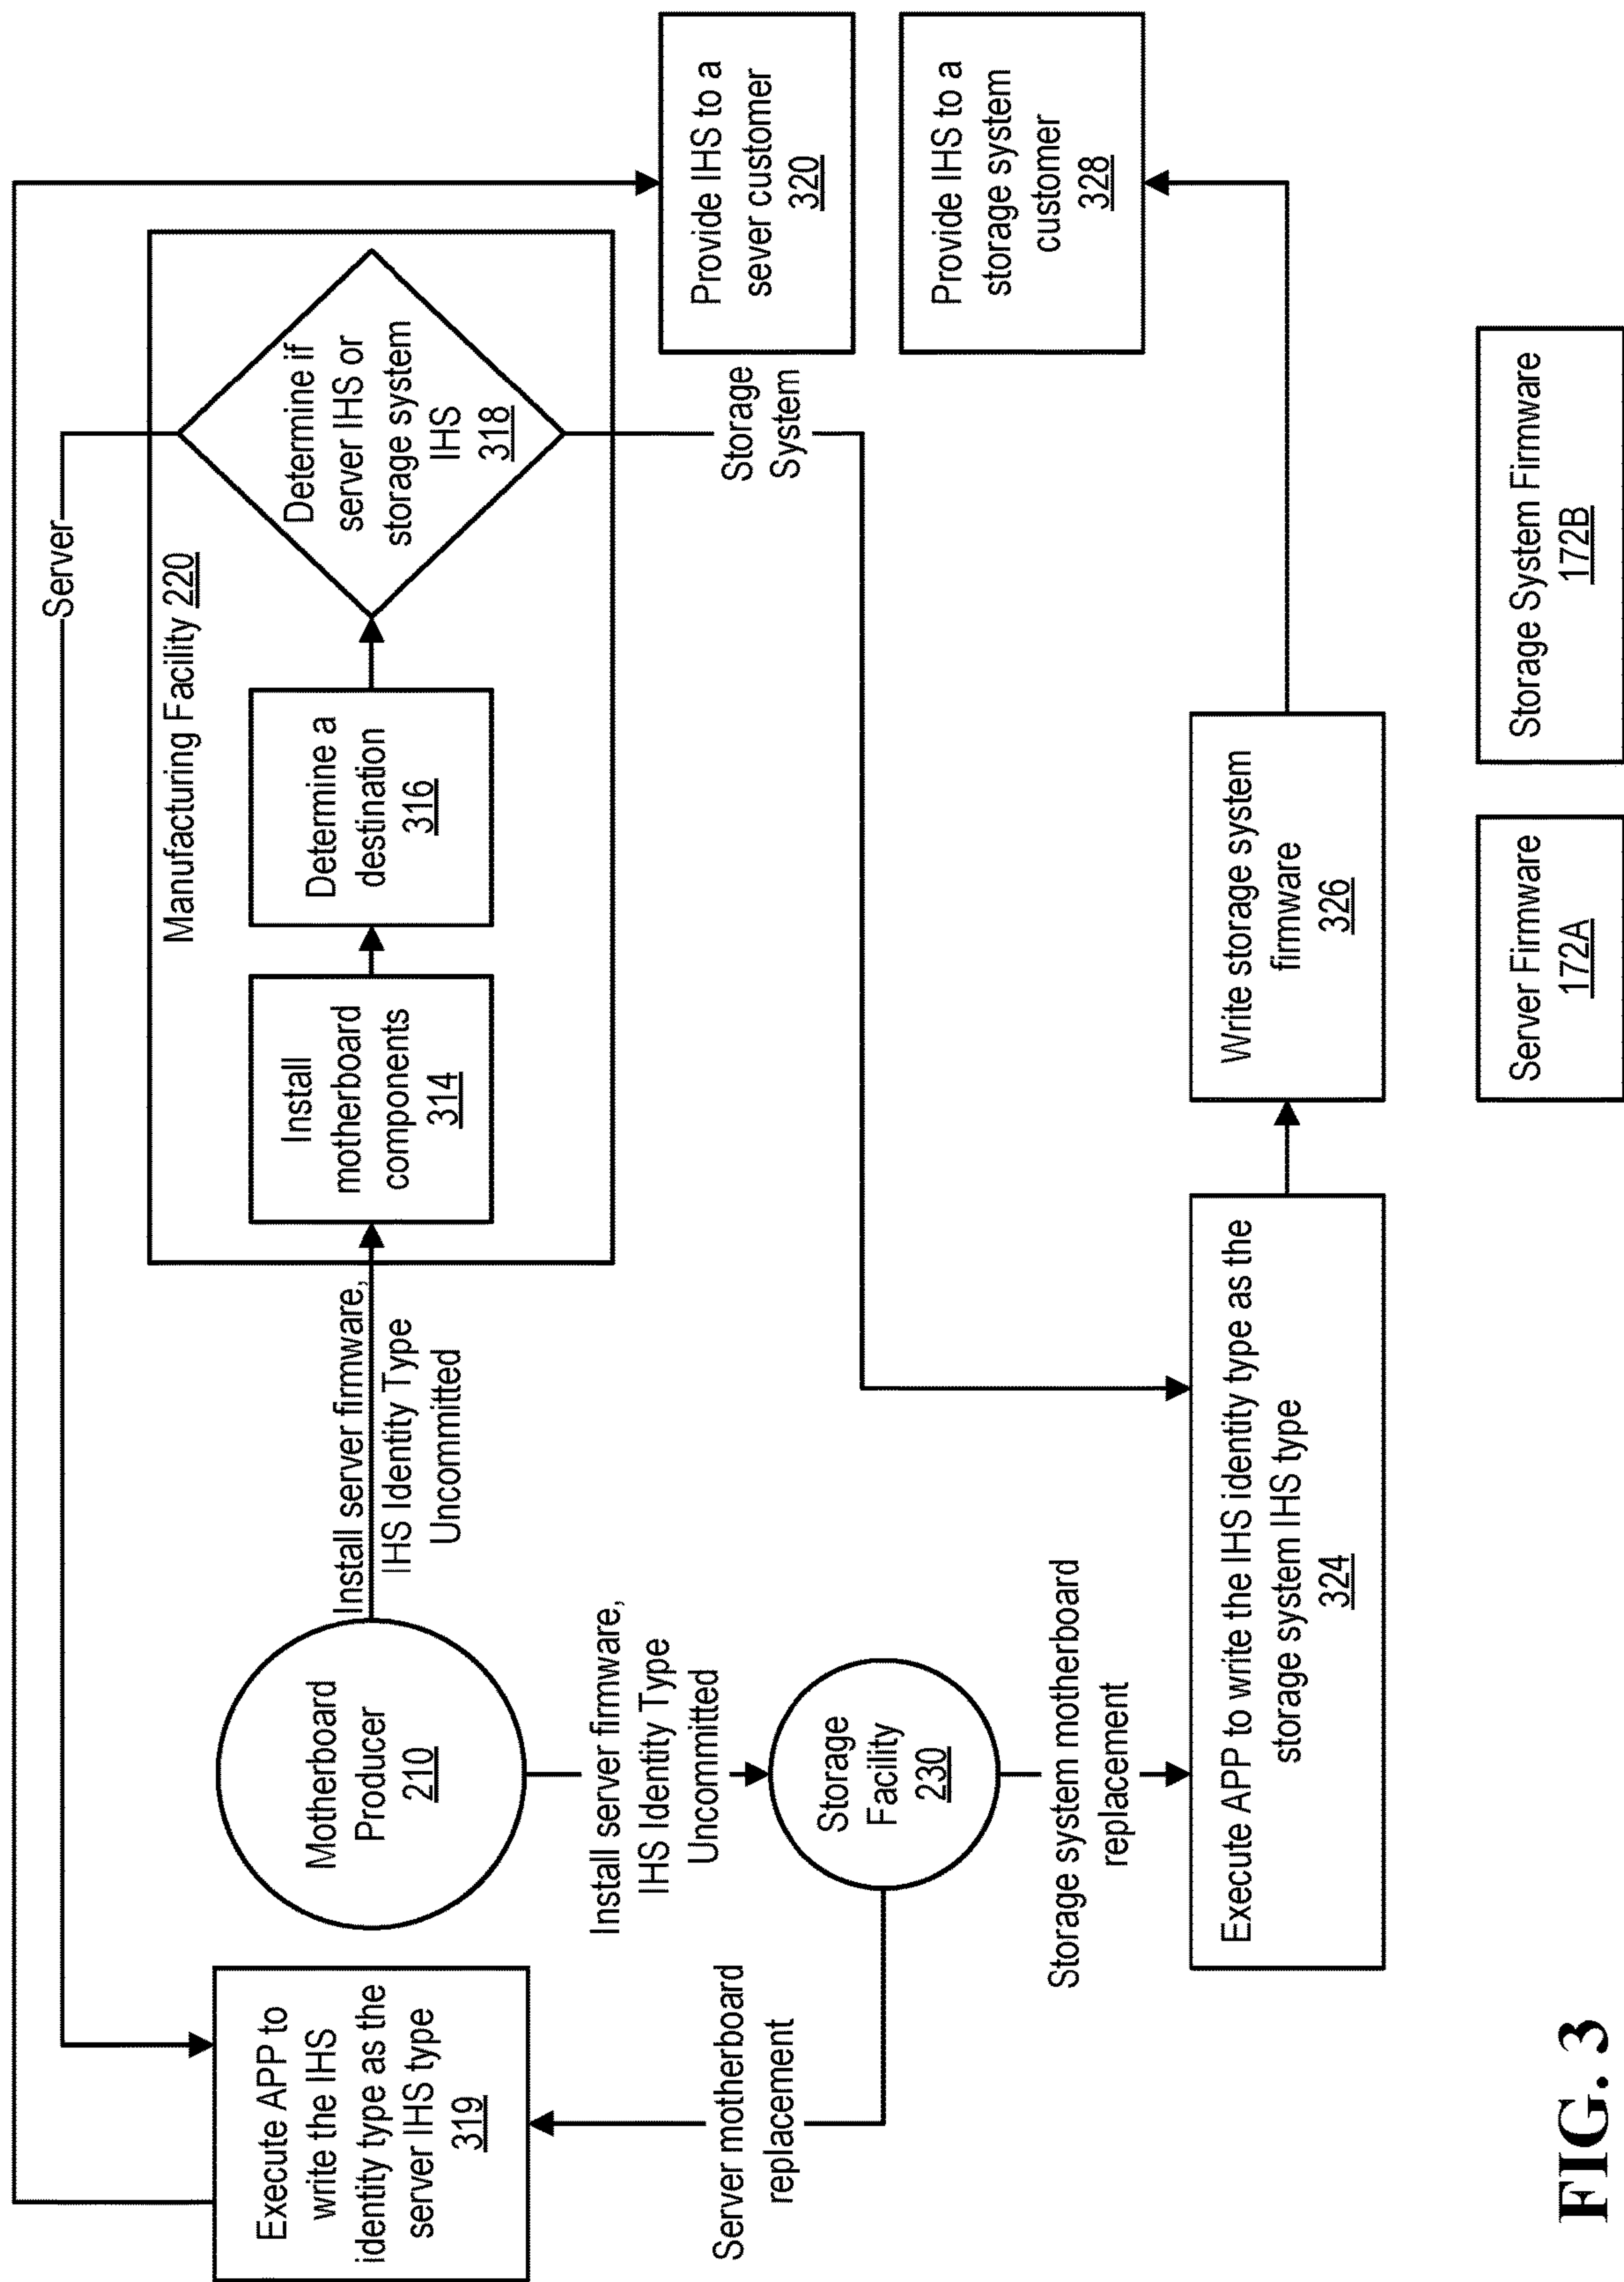 Server
Manufacturing Facility 220
Install
motherboard
components
314
Determine a
destination
316
Determine if
server IHS or
storage system
IHS
318
Execute APP to
write the IHS
identity type as the
server IHS type
319
Motherboard
Producer
210
Install server firmware,
IHS Identity Type
Uncommitted
Install server firmware,
IHS Identity Type
Uncommitted
Storage
System
Provide IHS to a
sever customer
320
Server motherboard
replacement
Storage
Facility
230
Provide IHS to a
storage system
customer
328
Storage system motherboard
replacement
Execute APP to write the IHS identity type as the
storage system IHS type
324
Write storage system
firmware
326
Server Firmware
172A
Storage System Firmware
172B
FIG. 3